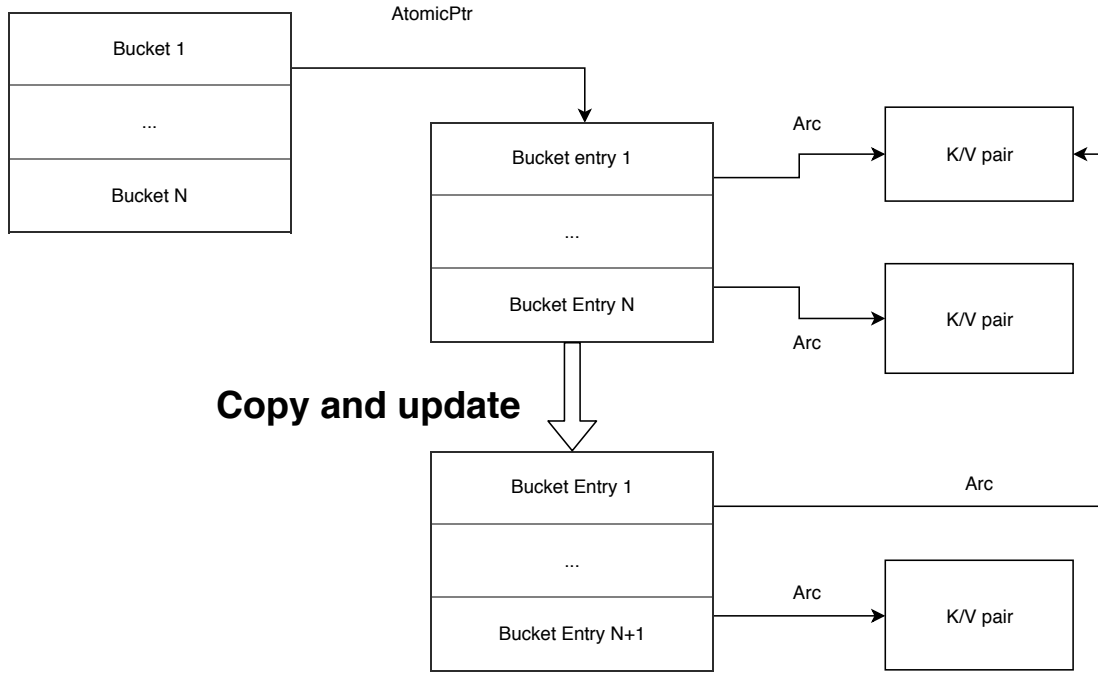 AtomicPtr
Bucket 1
...
Bucket N
Bucket entry 1
...
Bucket Entry N
Arc
K/V pair
Arc
K/V pair
Copy and update
Bucket Entry 1
...
Bucket Entry N+1
Arc
Arc
K/V pair